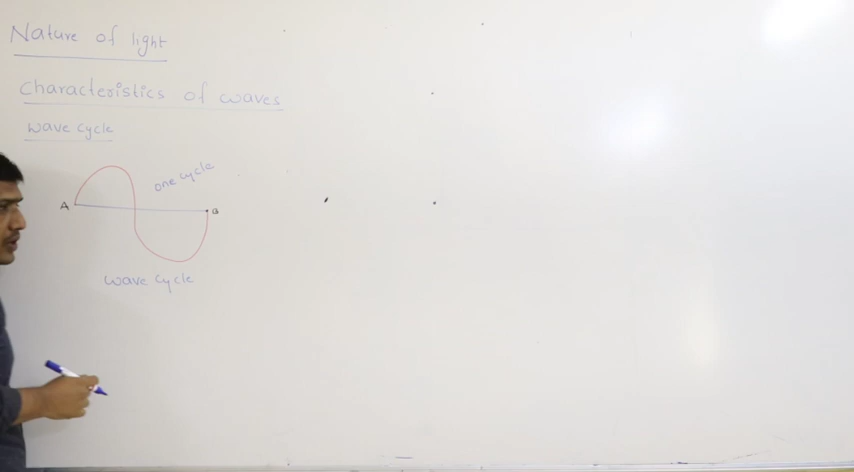 Nature of light
Characteristics of waves
wave cycle
one cycle
A
B
wave cycle